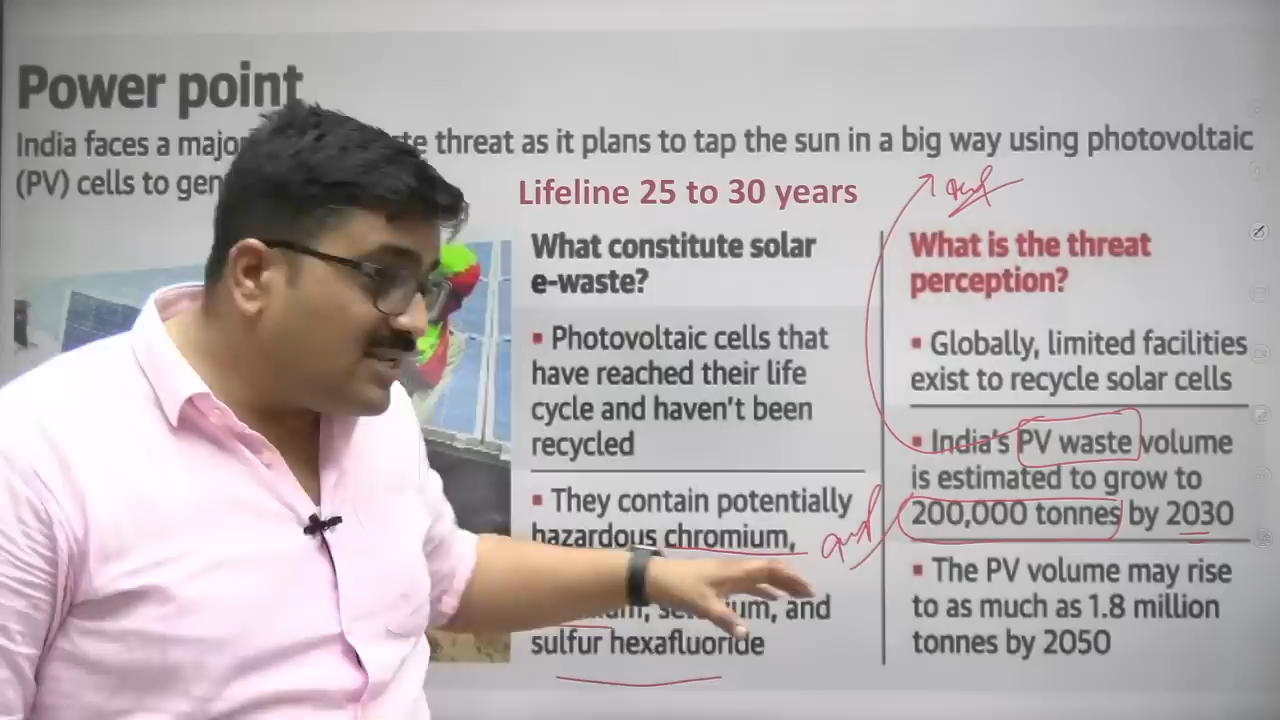 Power point
India faces a major te threat as it plans to tap the sun in a big way using photovoltaic
(PV) cells to gen
Lifeline 25 to 30 years
What constitute solar
e-waste?
▪ Photovoltaic cells that
have reached their life
cycle and haven't been
recycled
▪ They contain potentially
hazardous chromium,
and
sulfur hexafluoride
What is the threat
perception?
▪ Globally, limited facilities
exist to recycle solar cells
▪ India's PV waste volume
is estimated to grow to
200,000 tonnes by 2030
▪ The PV volume may rise
to as much as 1.8 million
tonnes by 2050